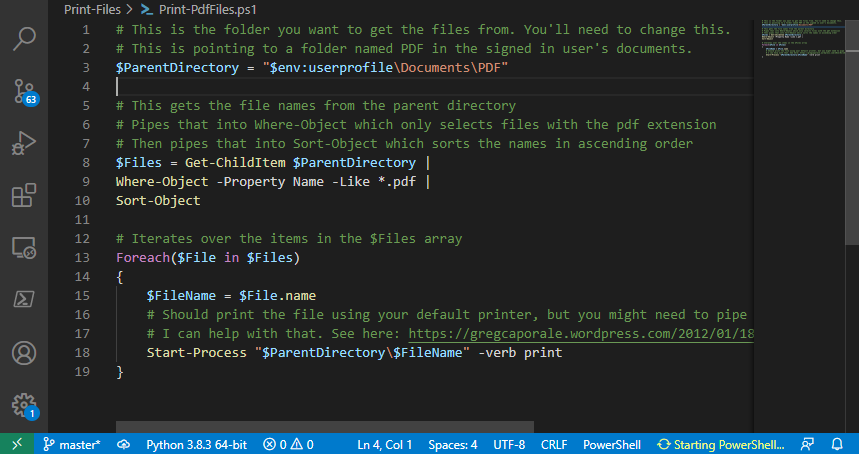 Print-Files > Print-PdfFiles.ps1
1 # This is the folder you want to get the files from. You'll need to change this.
2 # This is pointing to a folder named PDF in the signed in user's documents.
3 $ParentDirectory = "$env:userprofile\Documents\PDF"
4
5 # This gets the file names from the parent directory
6 # Pipes that into Where-Object which only selects files with the pdf extension
7 # Then pipes that into Sort-Object which sorts the names in ascending order
8 $Files = Get-ChildItem $ParentDirectory |
9 Where-Object -Property Name -Like *.pdf |
10 Sort-Object
11
12 # Iterates over the items in the $Files array
13 Foreach($File in $Files)
14 {
15 $FileName = $File.name
16 # Should print the file using your default printer, but you might need to pipe
17 # I can help with that. See here: https://gregcaporale.wordpress.com/2012/01/18
18 Start-Process "$ParentDirectory\$FileName" -verb print
19 }
63
1
master* Python 3.8.3 64-bit 0 0 Ln 4, Col 1 Spaces: 4 UTF-8 CRLF PowerShell Starting PowerShell...